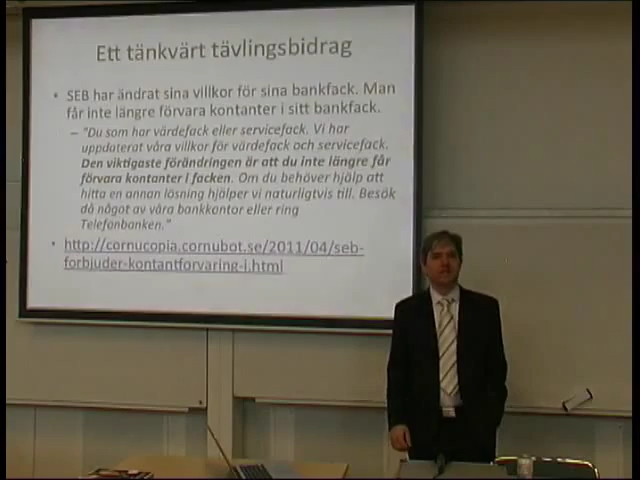 Ett tänkvärt tävlingsbidrag
• SEB har ändrat sina villkor för sina bankfack. Man
får inte längre förvara kontanter i sitt bankfack.
– "Du som har värdefack eller servicefack. Vi har
uppdaterat våra villkor för värdefack och servicefack.
Den viktigaste förändringen är att du inte längre får
förvara kontanter i facken. Om du behöver hjälp att
hitta en annan lösning hjälper vi naturligtvis till. Besök
då något av våra bankkontor eller ring
Telefonbanken."
• http://cornucopia.cornubot.se/2011/04/seb-
forbjuder-kontantforvaring-i.html